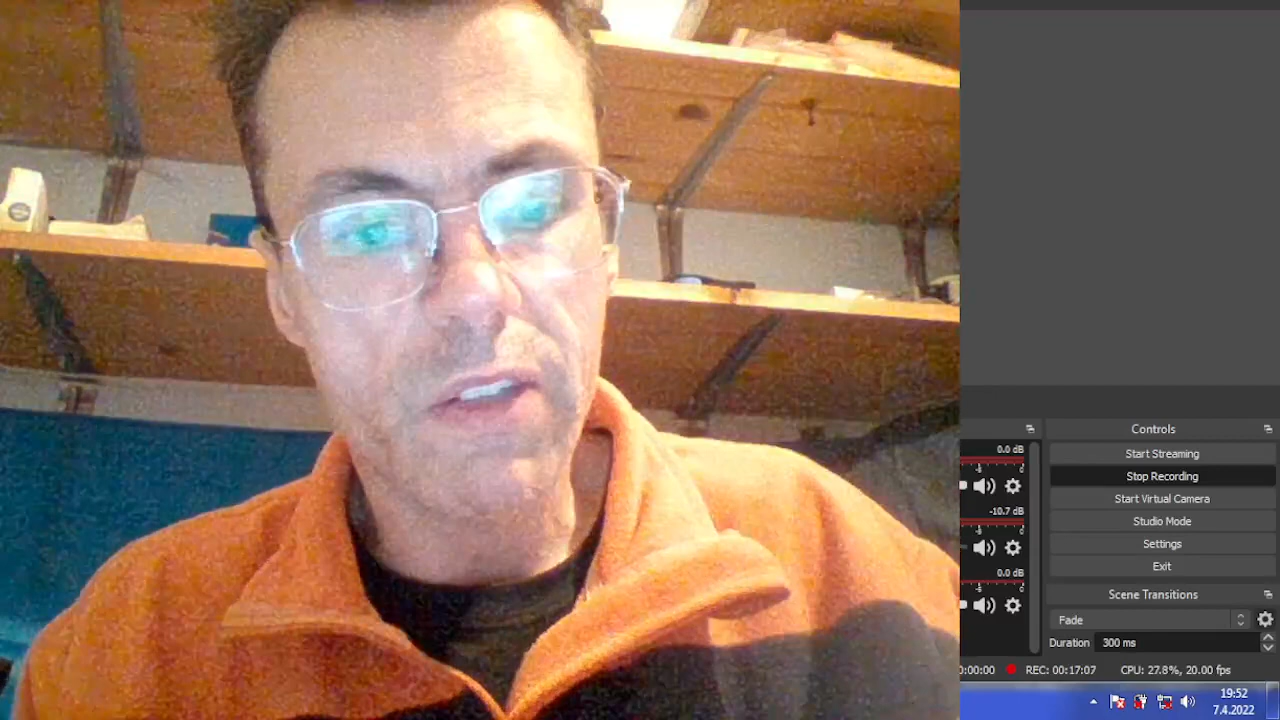 0.0 dB
Controls
Start Streaming
Stop Recording
Start Virtual Camera
-10.7 dB
Studio Mode
Settings
Exit
0.0 dB
Scene Transitions
Fade
Duration 300 ms
0:00:00 REC: 00:17:07 CPU: 27.8%, 20.00 fps
19:52
7.4.2022